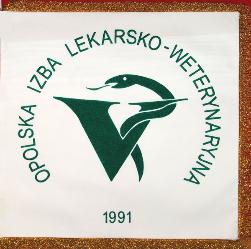 OPOLSKA IZBA LEKARSKO-WETERYNARYJNA
1991